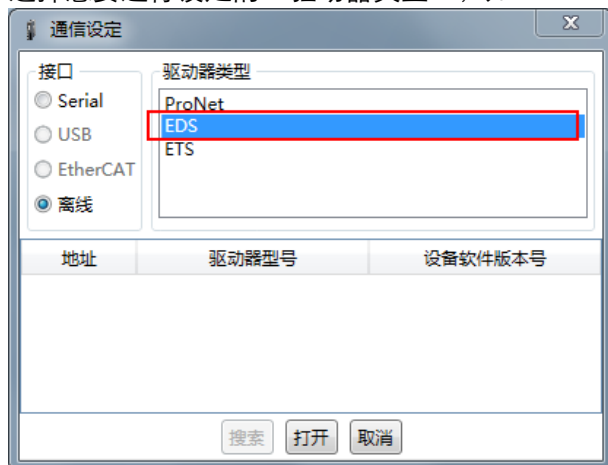 通信设定
接口
驱动器类型
Serial
USB
EtherCAT
离线
ProNet
EDS
ETS
地址 驱动器型号 设备软件版本号
搜索 打开 取消